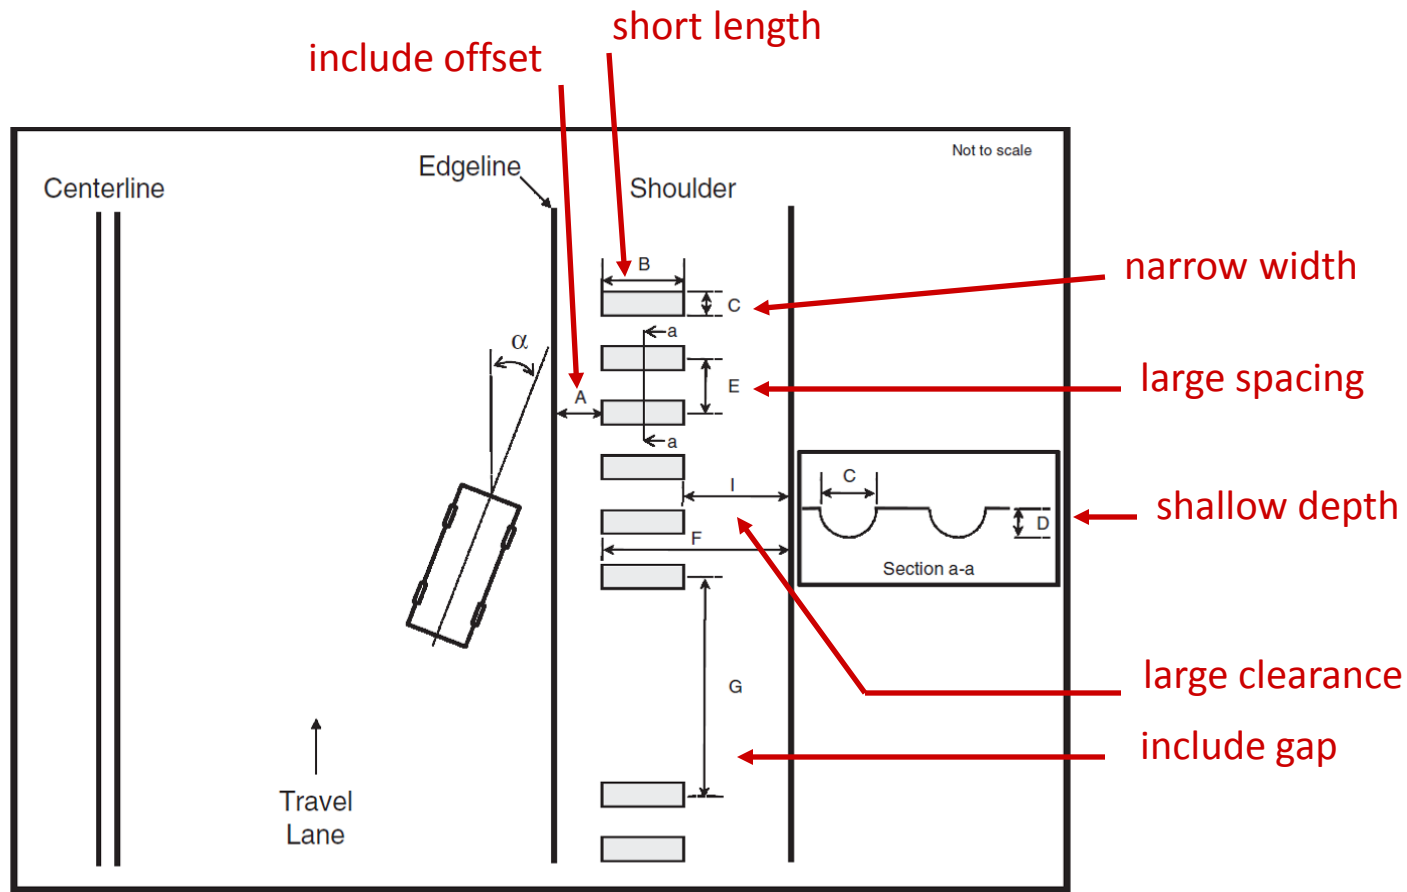 short length
include offset
Not to scale
Edgeline
Centerline
Shoulder
B
narrow width
C
a
α
large spacing
E
A
a
C
I
shallow depth
D
F
Section a-a
large clearance
G
include gap
Travel
Lane